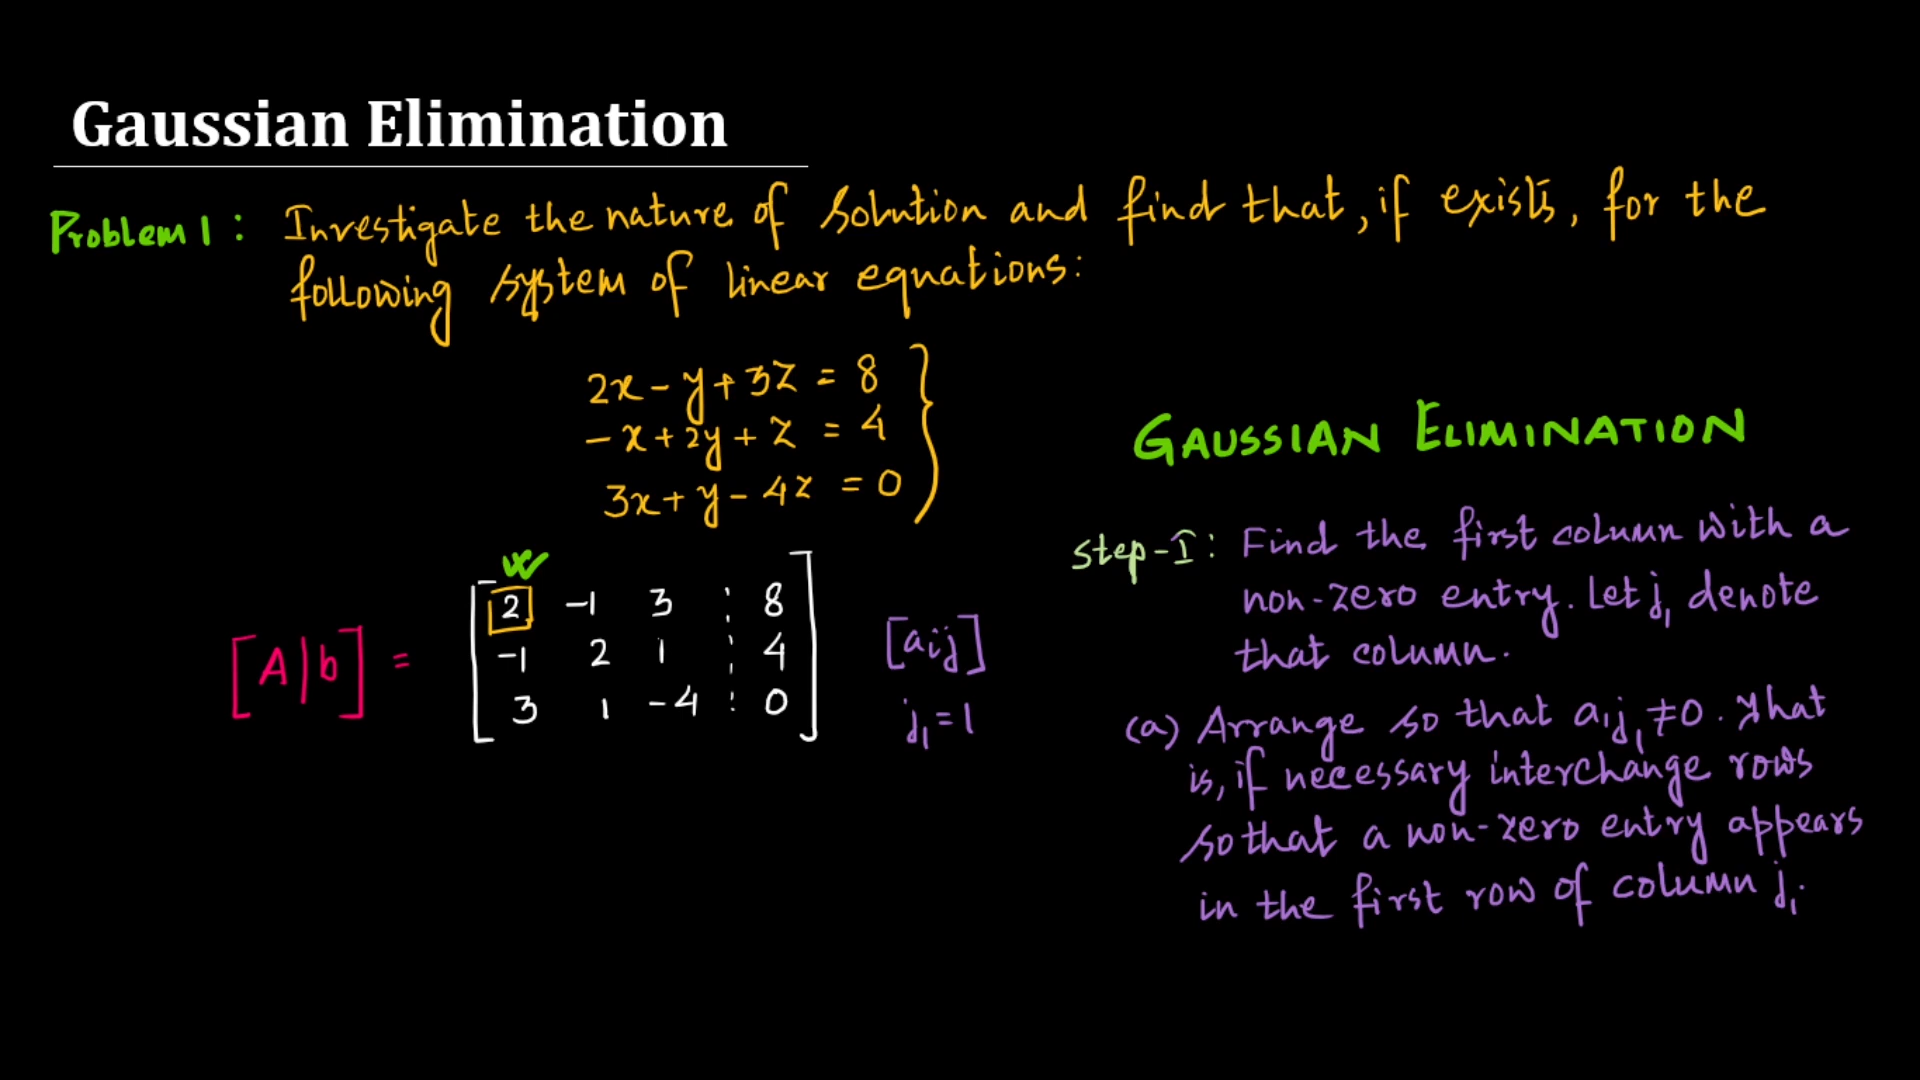 Gaussian Elimination
Problem 1: Investigate the nature of solution and find that, if exists, for the
following system of linear equations:
2x - y + 3z = 8
- x + 2y + z = 4
3x + y - 4z = 0
GAUSSIAN ELIMINATION
Step-I: Find the first column with a
non-zero entry. Let j₁ denote
that column.
(a) Arrange so that a₁j₁ ≠ 0. That
is, if necessary interchange rows
so that a non-zero entry appears
in the first row of column j₁.
[A|b] =
2 -1 3 : 8
-1 2 1 : 4
3 1 -4 : 0
[aij]
j₁ = 1